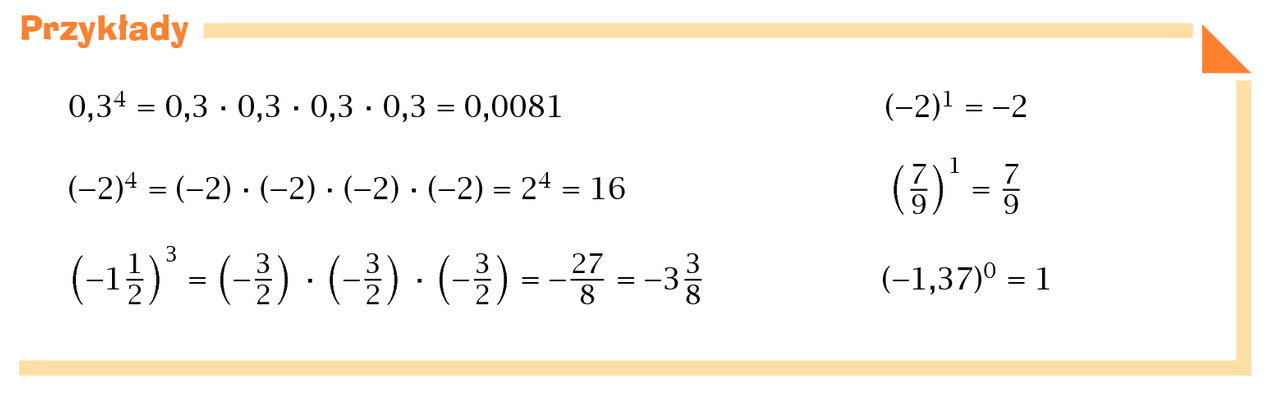 Przykłady
0,3⁴ = 0,3 · 0,3 · 0,3 · 0,3 = 0,0081
(−2)¹ = −2
(−2)⁴ = (−2) · (−2) · (−2) · (−2) = 2⁴ = 16
(7/9)¹ = 7/9
(−1 1/2)³ = (−3/2) · (−3/2) · (−3/2) = −27/8 = −3 3/8
(−1,37)⁰ = 1